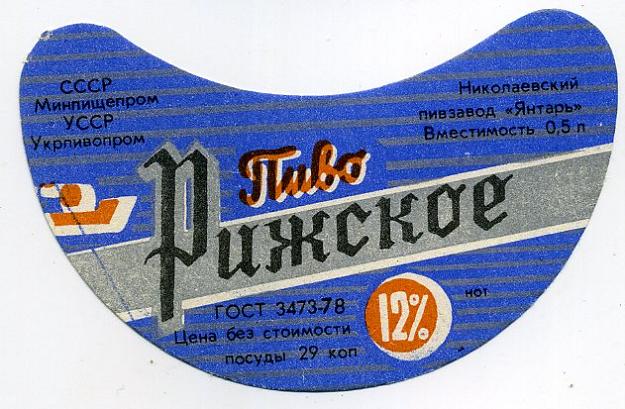 СССР
Минпищепром
УССР
Укрпивопром
Николаевский
пивзавод «Янтарь»
Вместимость 0,5 л
Пиво
Рижское
ГОСТ 3473-78
Цена без стоимости
посуды 29 коп
12%
нот